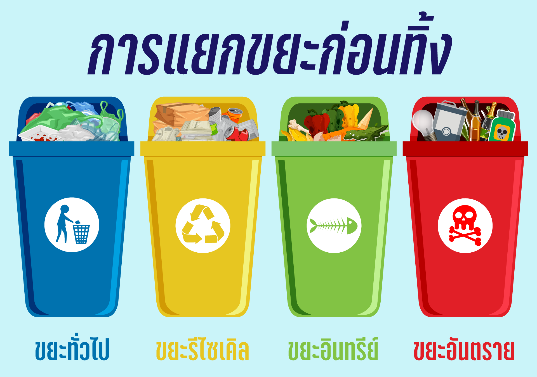 การแยกขยะก่อนทิ้ง
ขยะทั่วไป
ขยะรีไซเคิล
ขยะอินทรีย์
ขยะอันตราย